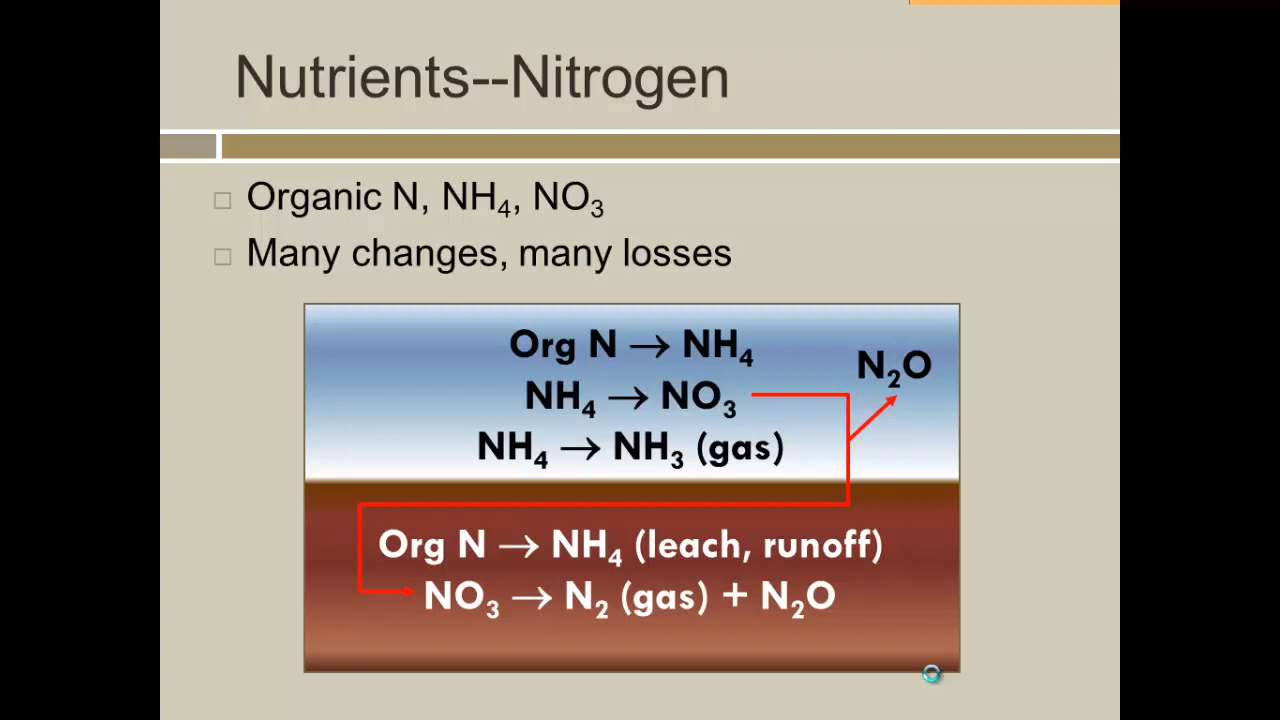 Nutrients--Nitrogen
Organic N, NH₄, NO₃
Many changes, many losses
Org N → NH₄
N₂O
NH₄ → NO₃
NH₄ → NH₃ (gas)
Org N → NH₄ (leach, runoff)
NO₃ → N₂ (gas) + N₂O